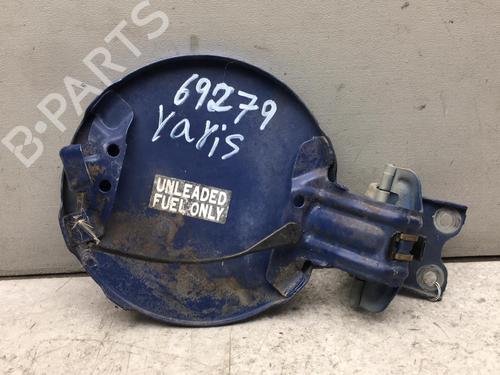 B-PARTS
69279
yaris
UNLEADED
FUEL ONLY